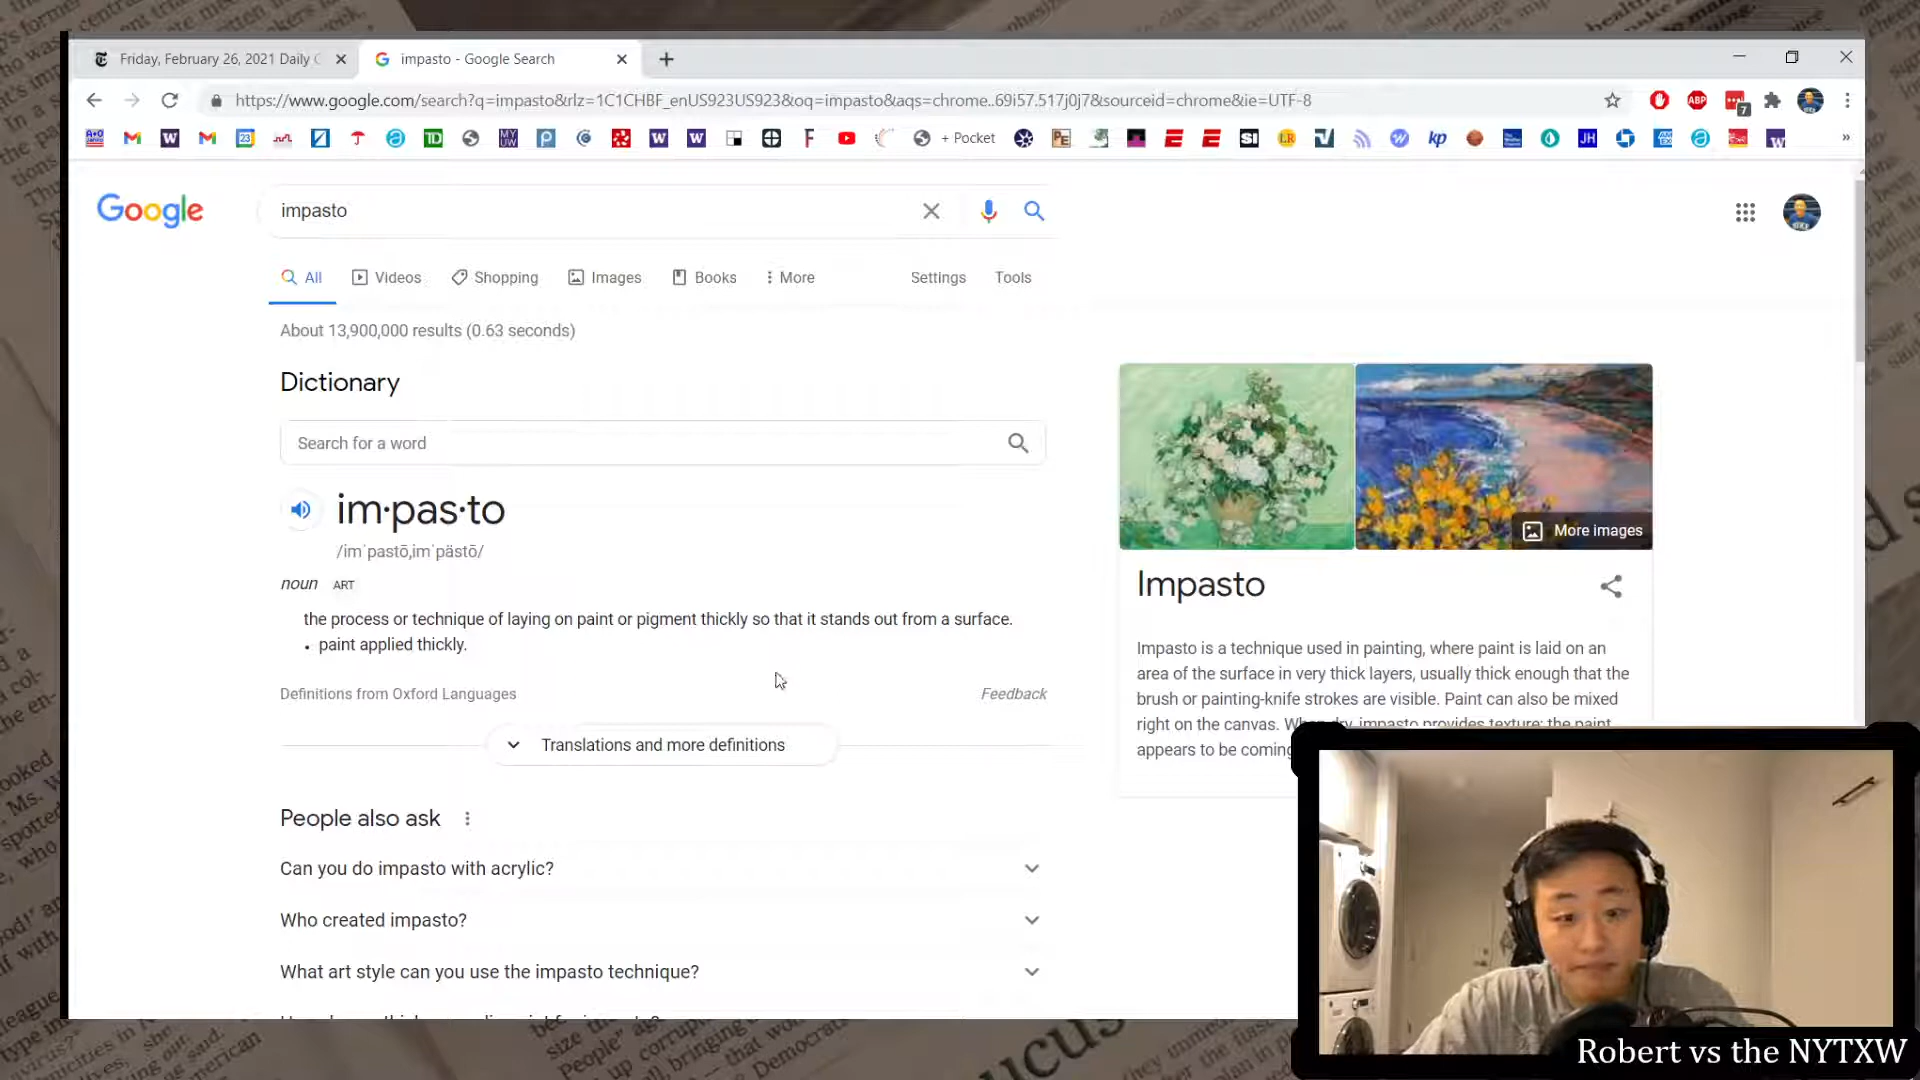 Friday, February 26, 2021 Daily C
impasto - Google Search
https://www.google.com/search?q=impasto&rlz=1C1CHBF_enUS923US923&oq=impasto&aqs=chrome..69i57.517j0j7&sourceid=chrome&ie=UTF-8
+ Pocket
Google
impasto
All
Videos
Shopping
Images
Books
More
Settings
Tools
About 13,900,000 results (0.63 seconds)
Dictionary
Search for a word
im·pas·to
/imˈpastō,imˈpästō/
noun ART
the process or technique of laying on paint or pigment thickly so that it stands out from a surface.
• paint applied thickly.
Definitions from Oxford Languages
Feedback
Translations and more definitions
People also ask
Can you do impasto with acrylic?
Who created impasto?
What art style can you use the impasto technique?
More images
Impasto
Impasto is a technique used in painting, where paint is laid on an
area of the surface in very thick layers, usually thick enough that the
brush or painting-knife strokes are visible. Paint can also be mixed
right on the canvas. When dry, impasto provides texture; the paint
appears to be coming
Robert vs the NYTXW